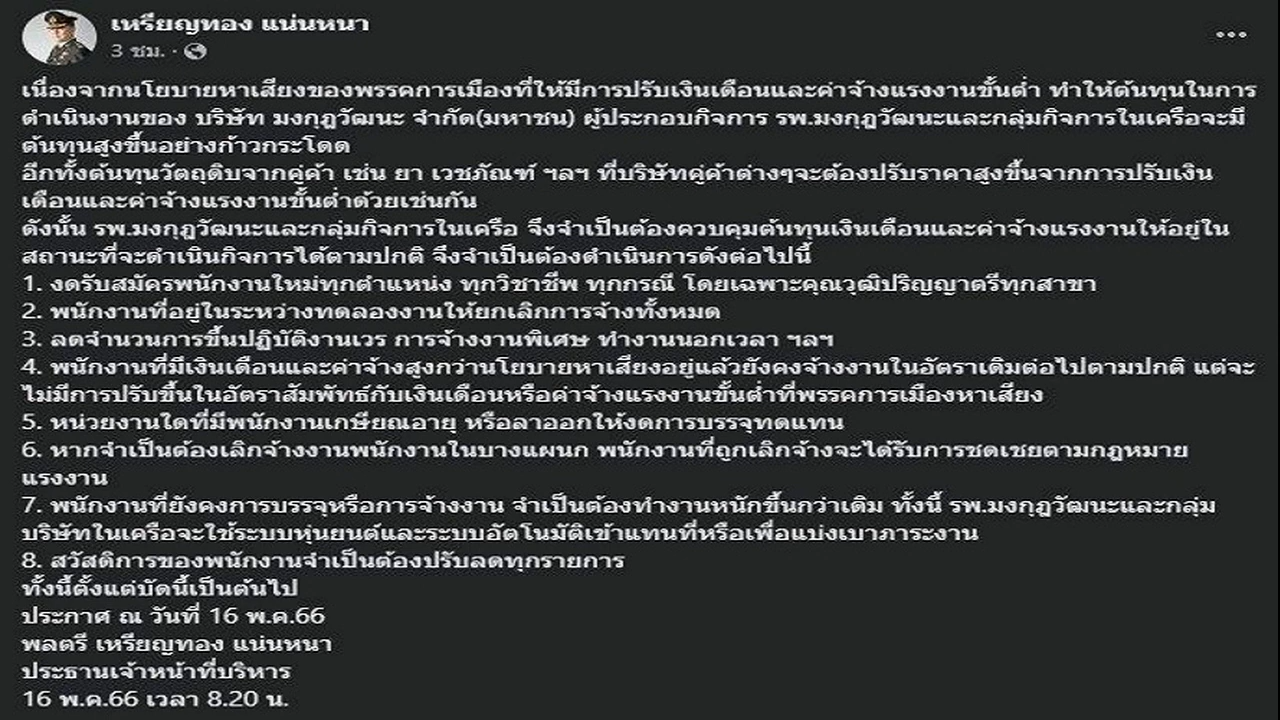 เหรียญทอง แน่นหนา
3 ชม. ·
เนื่องจากนโยบายหาเสียงของพรรคการเมืองที่ให้มีการปรับเงินเดือนและค่าจ้างแรงงานขั้นต่ำ ทำให้ต้นทุนในการ
ดำเนินงานของ บริษัท มงกุฎวัฒนะ จำกัด(มหาชน) ผู้ประกอบกิจการ รพ.มงกุฎวัฒนะและกลุ่มกิจการในเครือจะมี
ต้นทุนสูงขึ้นอย่างก้าวกระโดด
อีกทั้งต้นทุนวัตถุดิบจากคู่ค้า เช่น ยา เวชภัณฑ์ ฯลฯ ที่บริษัทคู่ค้าต่างๆจะต้องปรับราคาสูงขึ้นจากการปรับเงิน
เดือนและค่าจ้างแรงงานขั้นต่ำด้วยเช่นกัน
ดังนั้น รพ.มงกุฎวัฒนะและกลุ่มกิจการในเครือ จึงจำเป็นต้องควบคุมต้นทุนเงินเดือนและค่าจ้างแรงงานให้อยู่ใน
สถานะที่จะดำเนินกิจการได้ตามปกติ จึงจำเป็นต้องดำเนินการดังต่อไปนี้
1. งดรับสมัครพนักงานใหม่ทุกตำแหน่ง ทุกวิชาชีพ ทุกกรณี โดยเฉพาะคุณวุฒิปริญญาตรีทุกสาขา
2. พนักงานที่อยู่ในระหว่างทดลองงานให้ยกเลิกการจ้างทั้งหมด
3. ลดจำนวนการขึ้นปฏิบัติงานเวร การจ้างงานพิเศษ ทำงานนอกเวลา ฯลฯ
4. พนักงานที่มีเงินเดือนและค่าจ้างสูงกว่านโยบายหาเสียงอยู่แล้วยังคงจ้างงานในอัตราเดิมต่อไปตามปกติ แต่จะ
ไม่มีการปรับขึ้นในอัตราสัมพัทธ์กับเงินเดือนหรือค่าจ้างแรงงานขั้นต่ำที่พรรคการเมืองหาเสียง
5. หน่วยงานใดที่มีพนักงานเกษียณอายุ หรือลาออกให้งดการบรรจุทดแทน
6. หากจำเป็นต้องเลิกจ้างงานพนักงานในบางแผนก พนักงานที่ถูกเลิกจ้างจะได้รับการชดเชยตามกฎหมาย
แรงงาน
7. พนักงานที่ยังคงการบรรจุหรือการจ้างงาน จำเป็นต้องทำงานหนักขึ้นกว่าเดิม ทั้งนี้ รพ.มงกุฎวัฒนะและกลุ่ม
บริษัทในเครือจะใช้ระบบหุ่นยนต์และระบบอัตโนมัติเข้าแทนที่หรือเพื่อแบ่งเบาภาระงาน
8. สวัสดิการของพนักงานจำเป็นต้องปรับลดทุกรายการ
ทั้งนี้ตั้งแต่บัดนี้เป็นต้นไป
ประกาศ ณ วันที่ 16 พ.ค.66
พลตรี เหรียญทอง แน่นหนา
ประธานเจ้าหน้าที่บริหาร
16 พ.ค.66 เวลา 8.20 น.